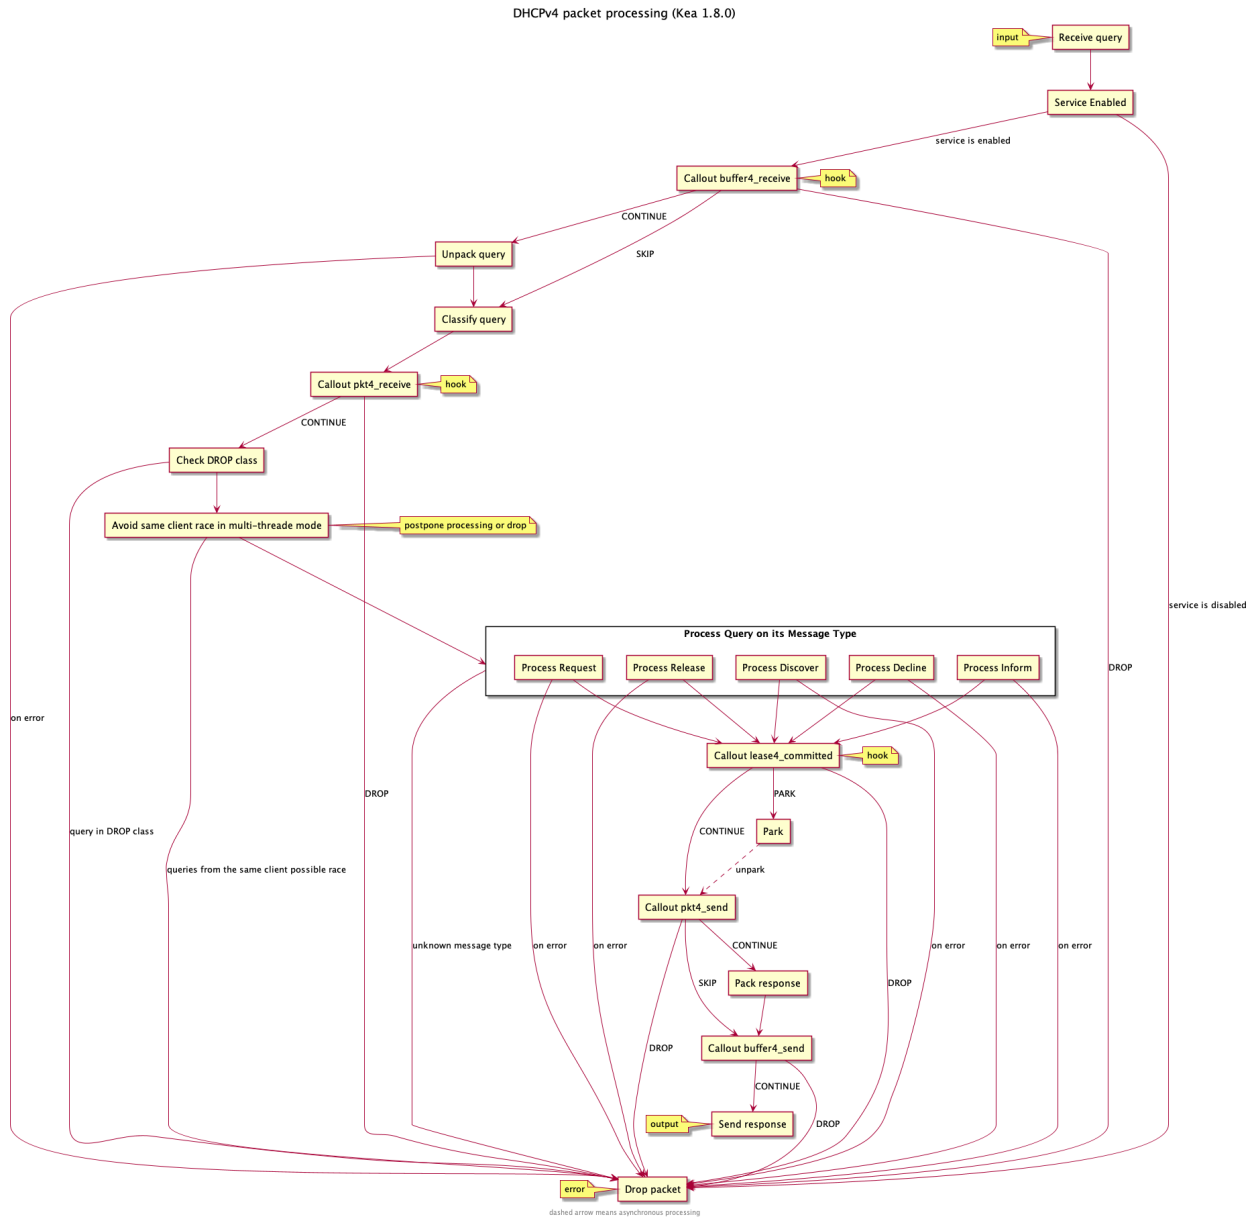 DHCPv4 packet processing (Kea 1.8.0)
input
Receive query
Service Enabled
service is enabled
Callout buffer4_receive
hook
CONTINUE
Unpack query
SKIP
Classify query
Callout pkt4_receive
hook
CONTINUE
Check DROP class
Avoid same client race in multi-threade mode
postpone processing or drop
service is disabled
Process Query on its Message Type
Process Request
Process Release
Process Discover
Process Decline
Process Inform
DROP
on error
Callout lease4_committed
hook
DROP
PARK
query in DROP class
CONTINUE
Park
queries from the same client possible race
unpark
Callout pkt4_send
unknown message type
on error
on error
CONTINUE
on error
on error
on error
SKIP
Pack response
DROP
DROP
Callout buffer4_send
CONTINUE
output
Send response
DROP
error
Drop packet
dashed arrow means asynchronous processing